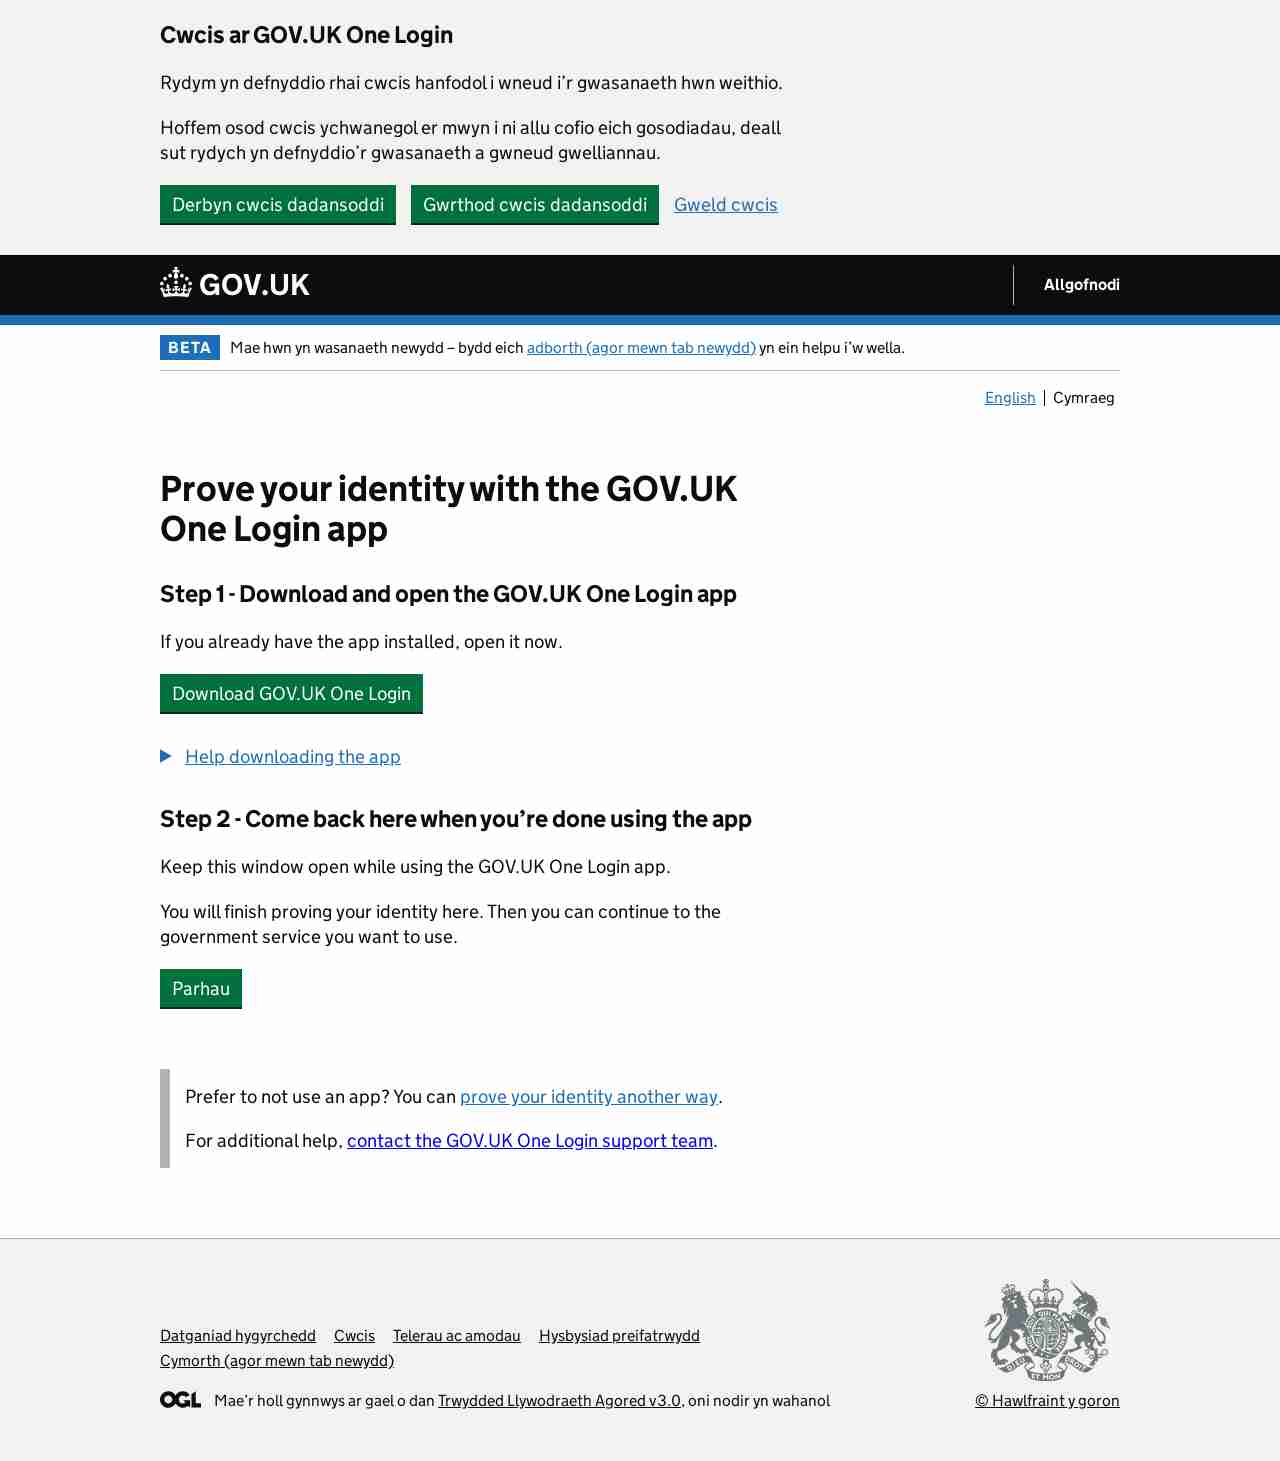 Cwcis ar GOV.UK One Login
Rydym yn defnyddio rhai cwcis hanfodol i wneud i’r gwasanaeth hwn weithio.
Hoffem osod cwcis ychwanegol er mwyn i ni allu cofio eich gosodiadau, deall
sut rydych yn defnyddio’r gwasanaeth a gwneud gwelliannau.
Derbyn cwcis dadansoddi Gwrthod cwcis dadansoddi Gweld cwcis
GOV.UK Allgofnodi
BETA Mae hwn yn wasanaeth newydd – bydd eich adborth (agor mewn tab newydd) yn ein helpu i’w wella.
English Cymraeg
Prove your identity with the GOV.UK
One Login app
Step 1 - Download and open the GOV.UK One Login app
If you already have the app installed, open it now.
Download GOV.UK One Login
Help downloading the app
Step 2 - Come back here when you’re done using the app
Keep this window open while using the GOV.UK One Login app.
You will finish proving your identity here. Then you can continue to the
government service you want to use.
Parhau
Prefer to not use an app? You can prove your identity another way.
For additional help, contact the GOV.UK One Login support team.
Datganiad hygyrchedd Cwcis Telerau ac amodau Hysbysiad preifatrwydd
Cymorth (agor mewn tab newydd)
OGL Mae’r holl gynnwys ar gael o dan Trwydded Llywodraeth Agored v3.0, oni nodir yn wahanol
DIEU ET MON DROIT
© Hawlfraint y goron